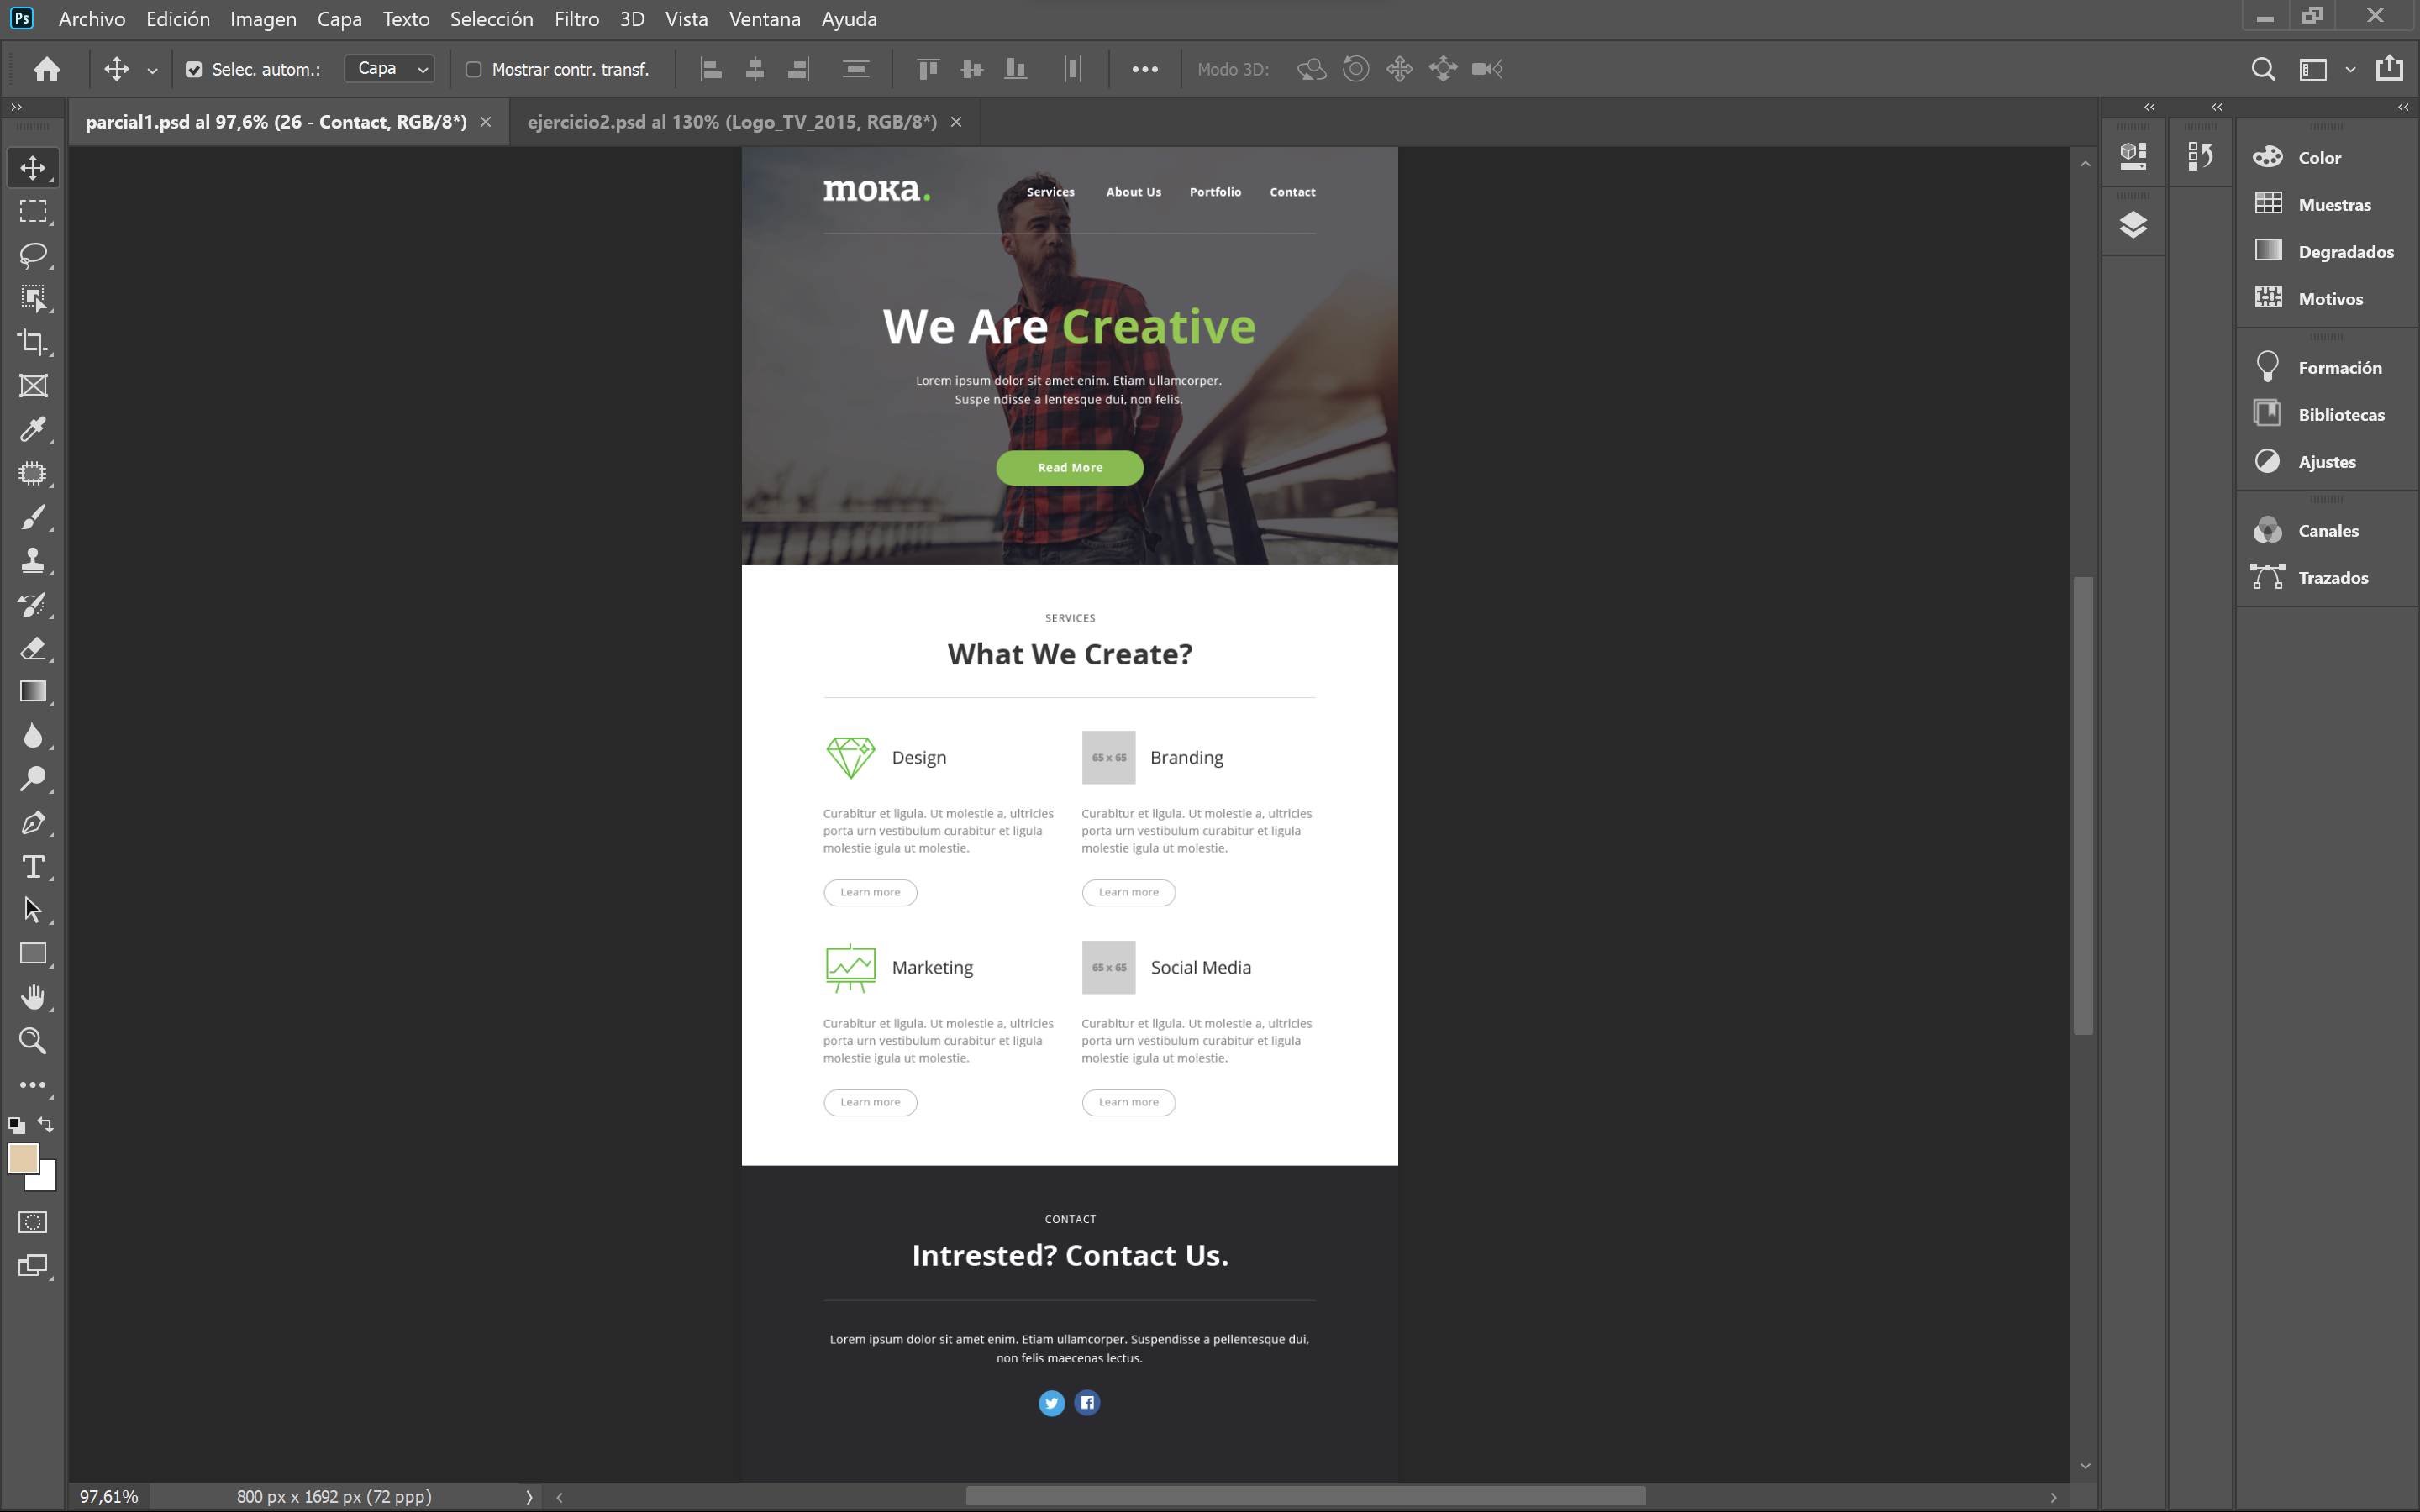 Ps Archivo Edición Imagen Capa Texto Selección Filtro 3D Vista Ventana Ayuda
Selec. autom.: Capa Mostrar contr. transf. Modo 3D:
parcial1.psd al 97,6% (26 - Contact, RGB/8*) ejercicio2.psd al 130% (Logo_TV_2015, RGB/8*)
moka.
Services About Us Portfolio Contact
We Are Creative
Lorem ipsum dolor sit amet enim. Etiam ullamcorper.
Suspe ndisse a lentesque dui, non felis.
Read More
SERVICES
What We Create?
Design
Curabitur et ligula. Ut molestie a, ultricies
porta urn vestibulum curabitur et ligula
molestie igula ut molestie.
Learn more
65 x 65 Branding
Curabitur et ligula. Ut molestie a, ultricies
porta urn vestibulum curabitur et ligula
molestie igula ut molestie.
Learn more
Marketing
Curabitur et ligula. Ut molestie a, ultricies
porta urn vestibulum curabitur et ligula
molestie igula ut molestie.
Learn more
65 x 65 Social Media
Curabitur et ligula. Ut molestie a, ultricies
porta urn vestibulum curabitur et ligula
molestie igula ut molestie.
Learn more
CONTACT
Intrested? Contact Us.
Lorem ipsum dolor sit amet enim. Etiam ullamcorper. Suspendisse a pellentesque dui,
non felis maecenas lectus.
Color
Muestras
Degradados
Motivos
Formación
Bibliotecas
Ajustes
Canales
Trazados
97,61% 800 px x 1692 px (72 ppp)